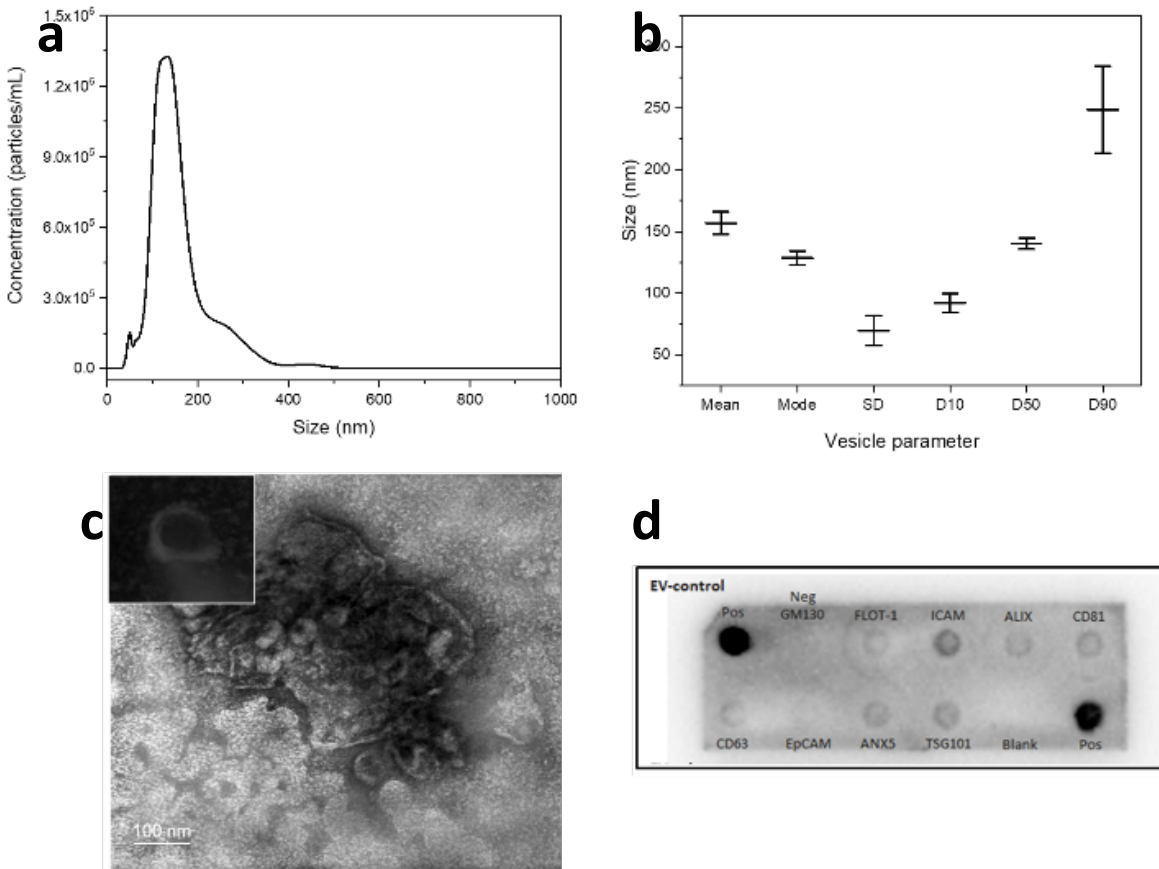 a
1.5x10⁶
1.2x10⁶
9.0x10⁵
6.0x10⁵
3.0x10⁵
0.0
Concentration (particles/mL)
0 200 400 600 800 1000
Size (nm)
b
300
250
200
150
100
50
Size (nm)
Mean Mode SD D10 D50 D90
Vesicle parameter
c
100 nm
d
EV-control
Neg
Pos GM130 FLOT-1 ICAM ALIX CD81
CD63 EpCAM ANX5 TSG101 Blank Pos